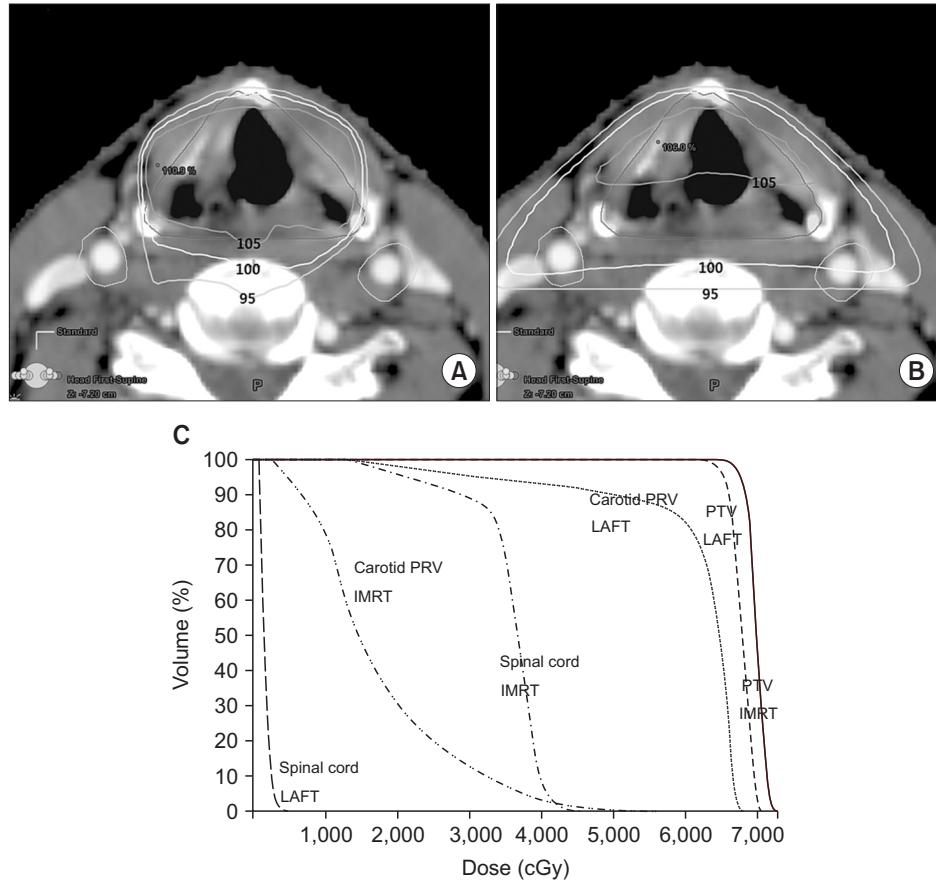 110.9 %
105
100
95
Standard
Head First-Supine
Z: -7.20 cm
P
A
106.0 %
105
100
95
Standard
Head First-Supine
Z: -7.20 cm
P
B
C
Volume (%)
100
90
80
70
60
50
40
30
20
10
0
Carotid PRV
LAFT
PTV
LAFT
Carotid PRV
IMRT
Spinal cord
IMRT
PTV
IMRT
Spinal cord
LAFT
1,000
2,000
3,000
4,000
5,000
6,000
7,000
Dose (cGy)